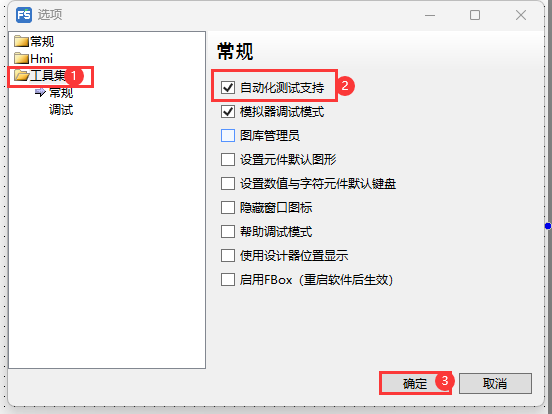 FS 选项
常规
Hmi
工具集 1
常规
调试
常规
自动化测试支持 2
模拟器调试模式
图库管理员
设置元件默认图形
设置数值与字符元件默认键盘
隐藏窗口图标
帮助调试模式
使用设计器位置显示
启用FBox（重启软件后生效）
确定 3 取消